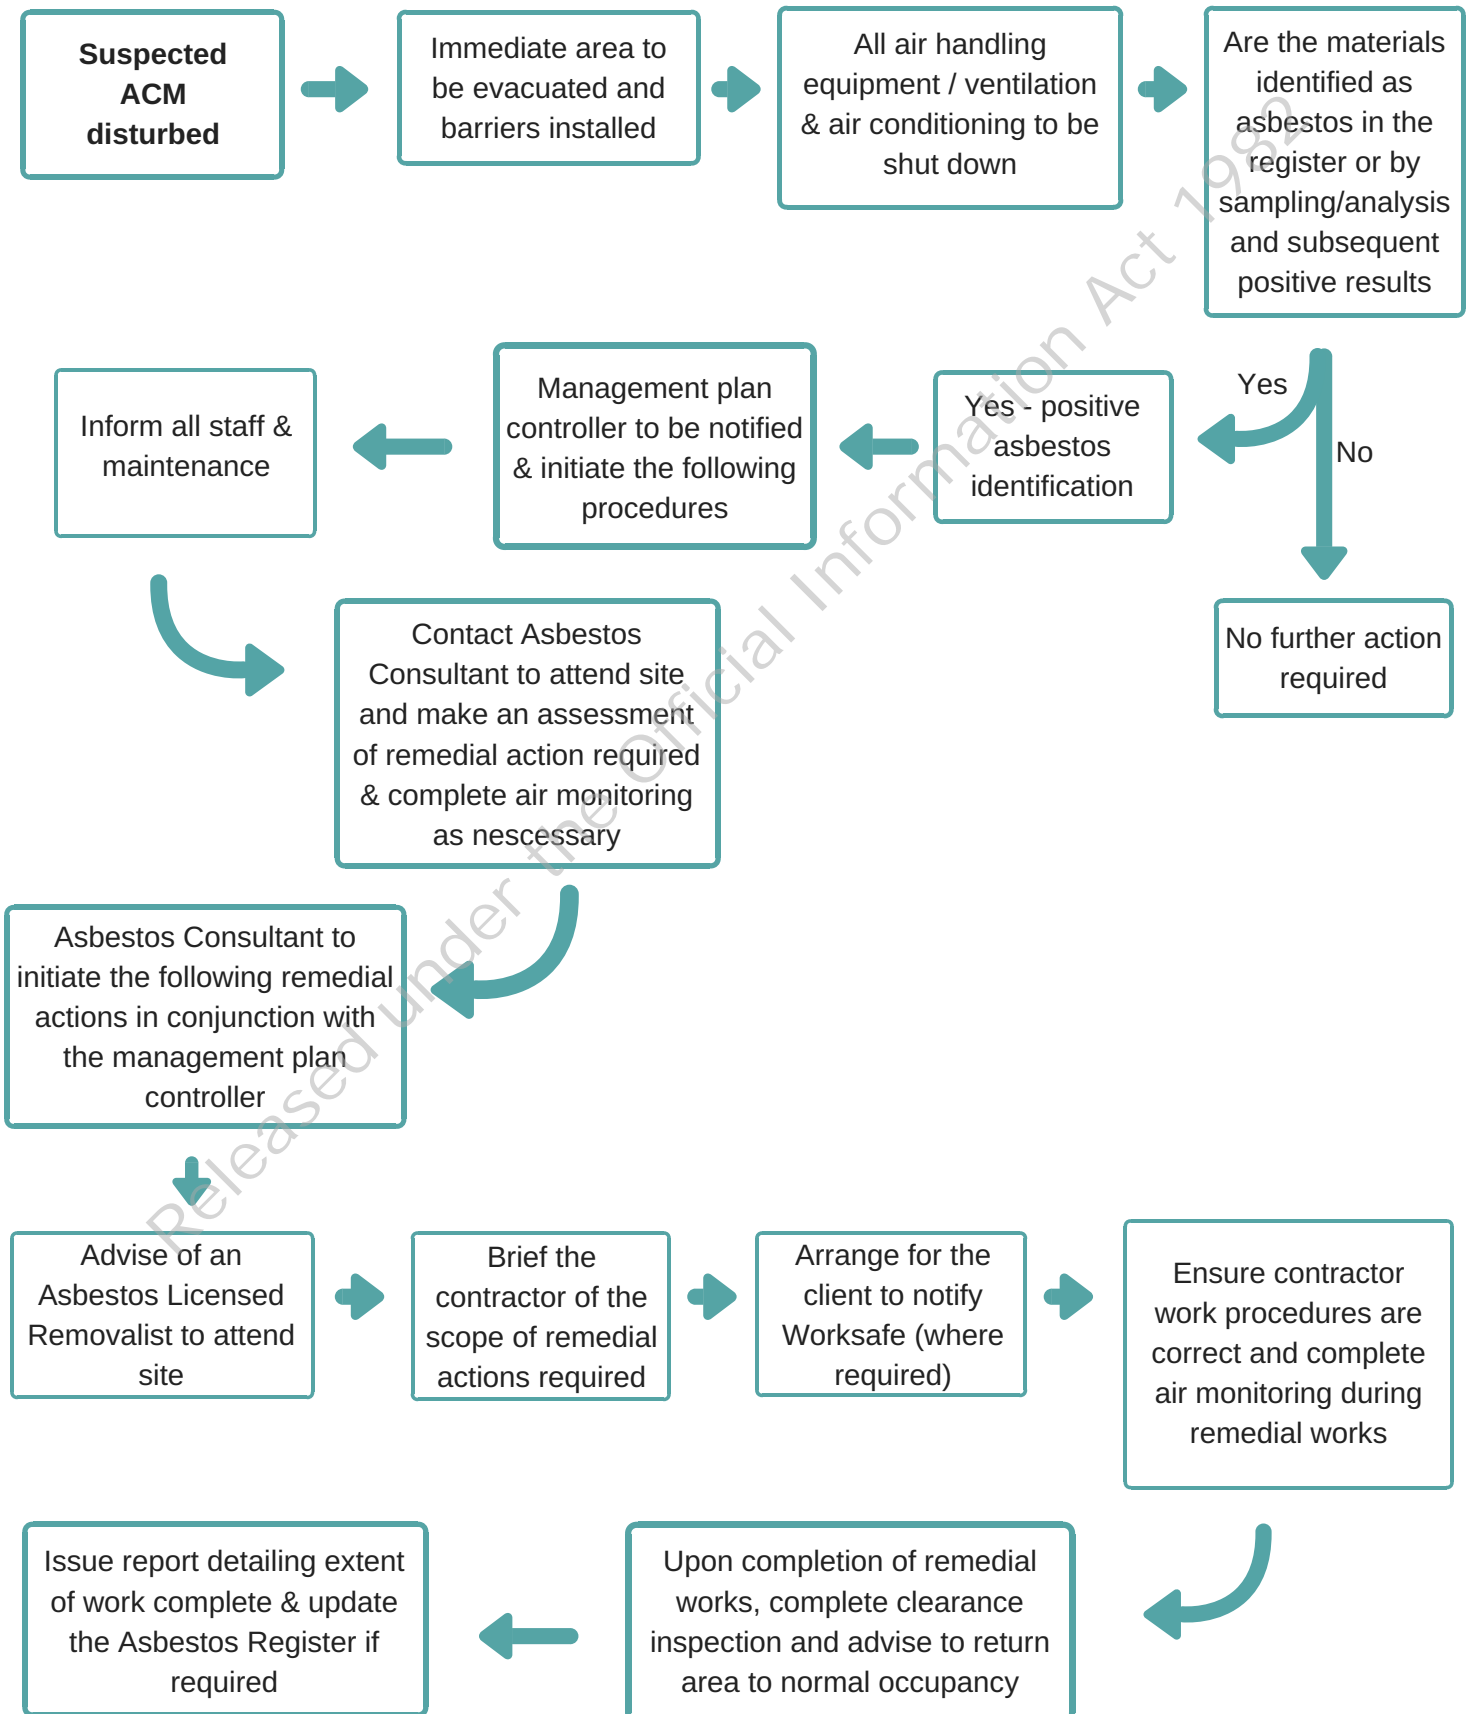 Suspected
ACM
disturbed
Immediate area to
be evacuated and
barriers installed
All air handling
equipment / ventilation
& air conditioning to be
shut down
Are the materials
identified as
asbestos in the
register or by
sampling/analysis
and subsequent
positive results
Yes
No
Yes - positive
asbestos
identification
Management plan
controller to be notified
& initiate the following
procedures
Inform all staff &
maintenance
No further action
required
Contact Asbestos
Consultant to attend site
and make an assessment
of remedial action required
& complete air monitoring
as nescessary
Asbestos Consultant to
initiate the following remedial
actions in conjunction with
the management plan
controller
Advise of an
Asbestos Licensed
Removalist to attend
site
Brief the
contractor of the
scope of remedial
actions required
Arrange for the
client to notify
Worksafe (where
required)
Ensure contractor
work procedures are
correct and complete
air monitoring during
remedial works
Upon completion of remedial
works, complete clearance
inspection and advise to return
area to normal occupancy
Issue report detailing extent
of work complete & update
the Asbestos Register if
required
Released under the Official Information Act 1982